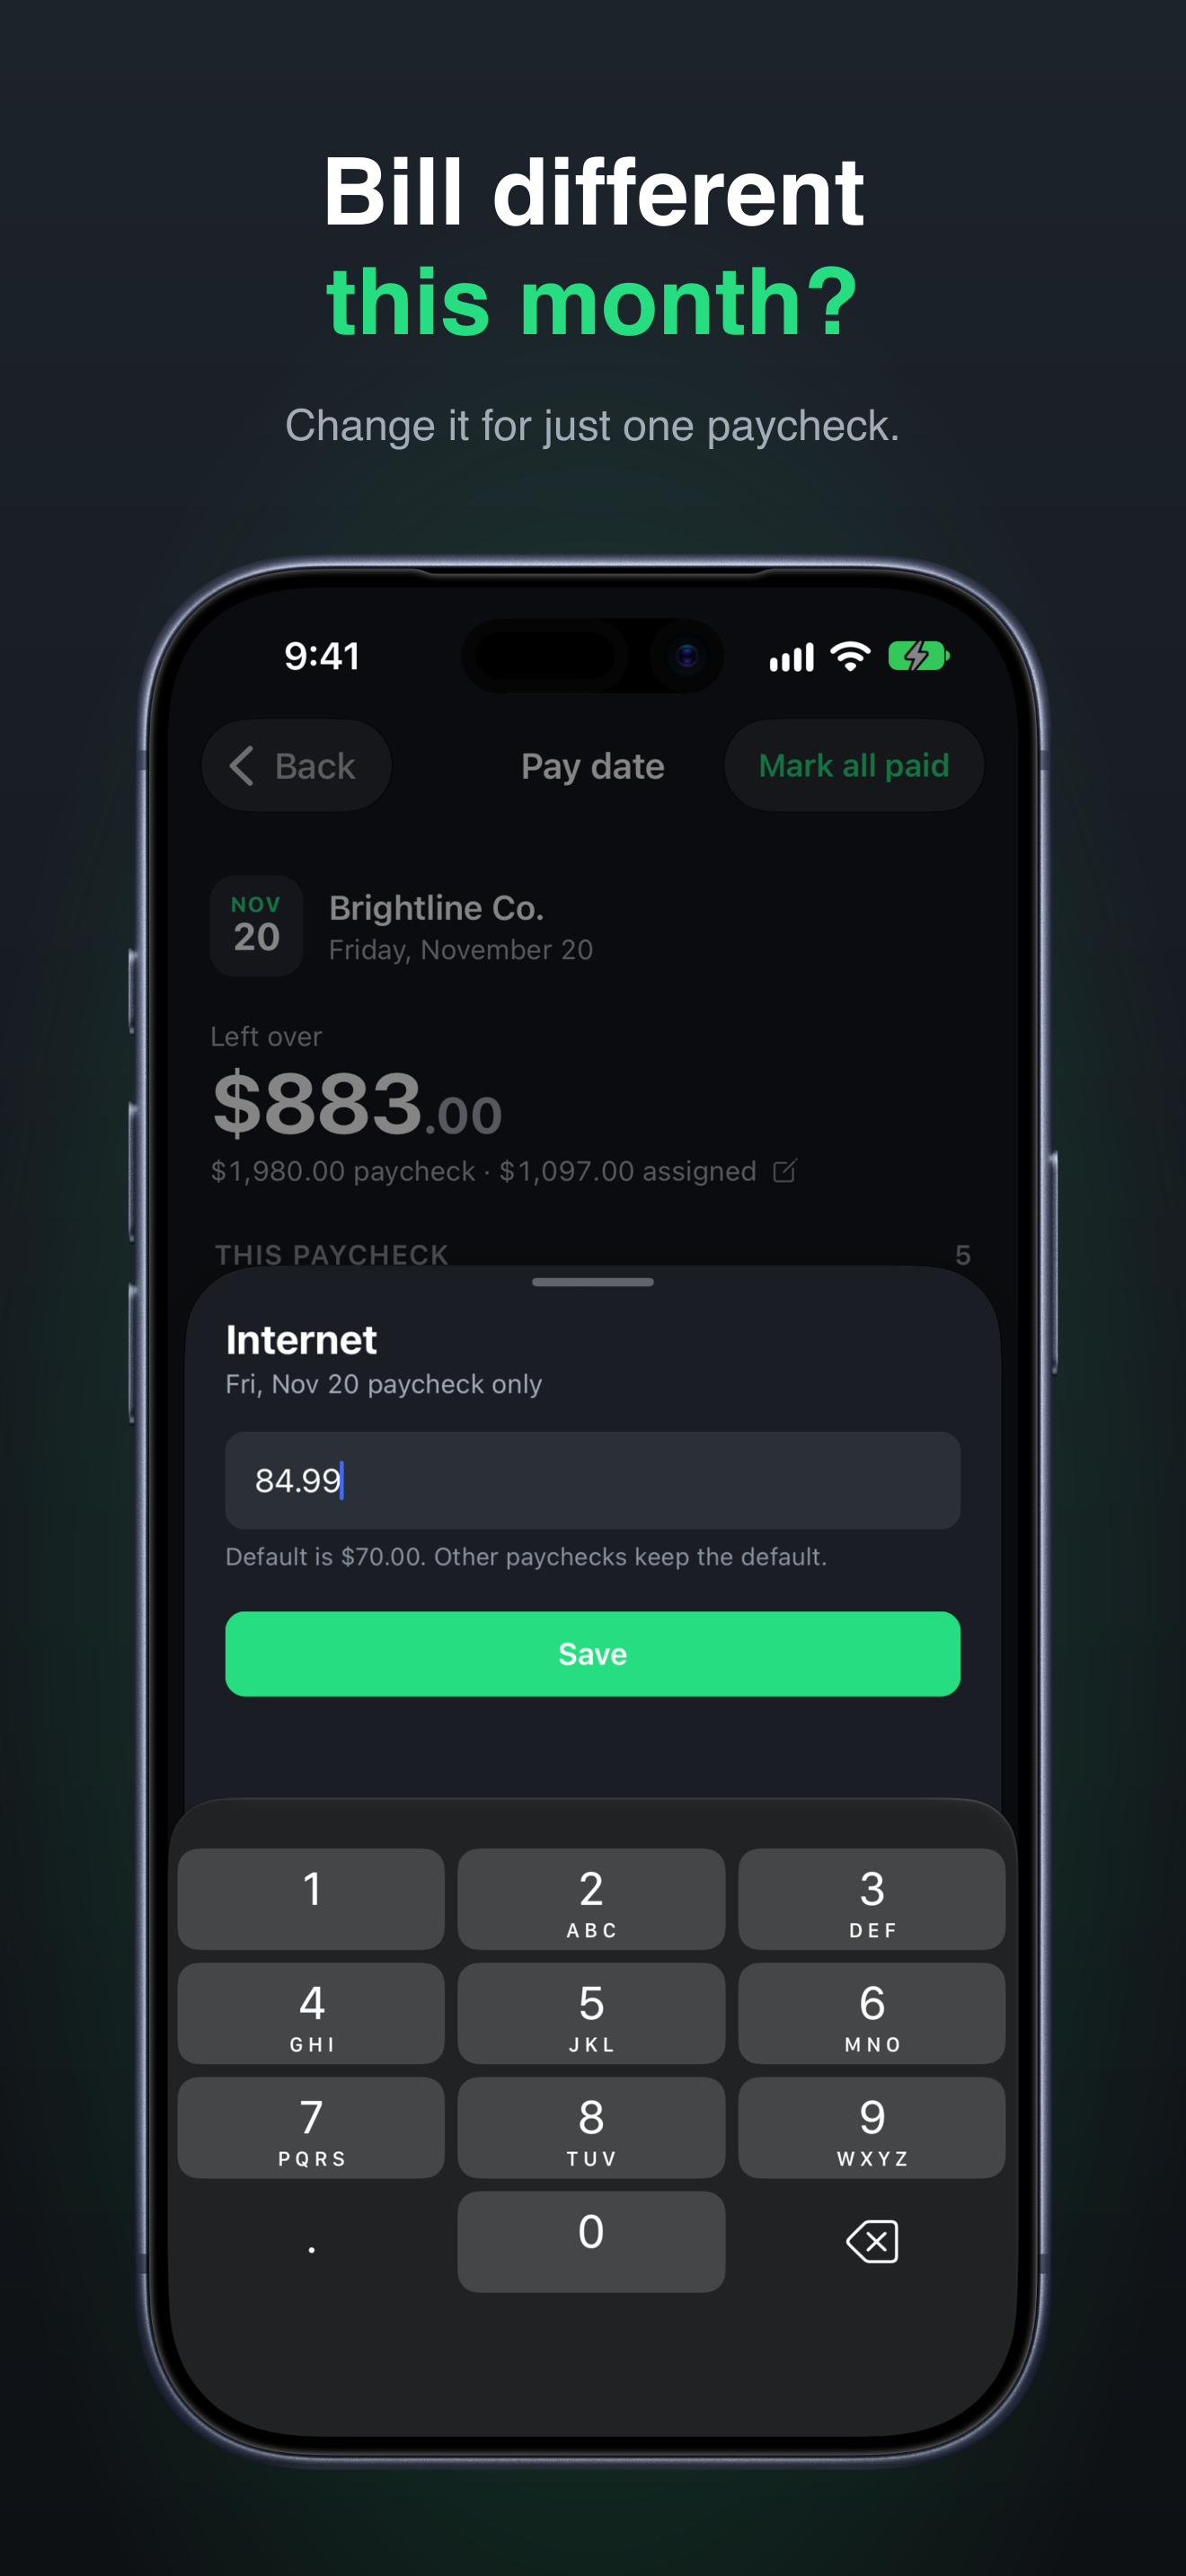 Bill different
this month?
Change it for just one paycheck.
9:41
Back
Pay date
Mark all paid
NOV
20
Brightline Co.
Friday, November 20
Left over
$883.00
$1,980.00 paycheck · $1,097.00 assigned
THIS PAYCHECK 5
Internet
Fri, Nov 20 paycheck only
84.99
Default is $70.00. Other paychecks keep the default.
Save
1 2 3
ABC DEF
4 5 6
GHI JKL MNO
7 8 9
PQRS TUV WXYZ
. 0